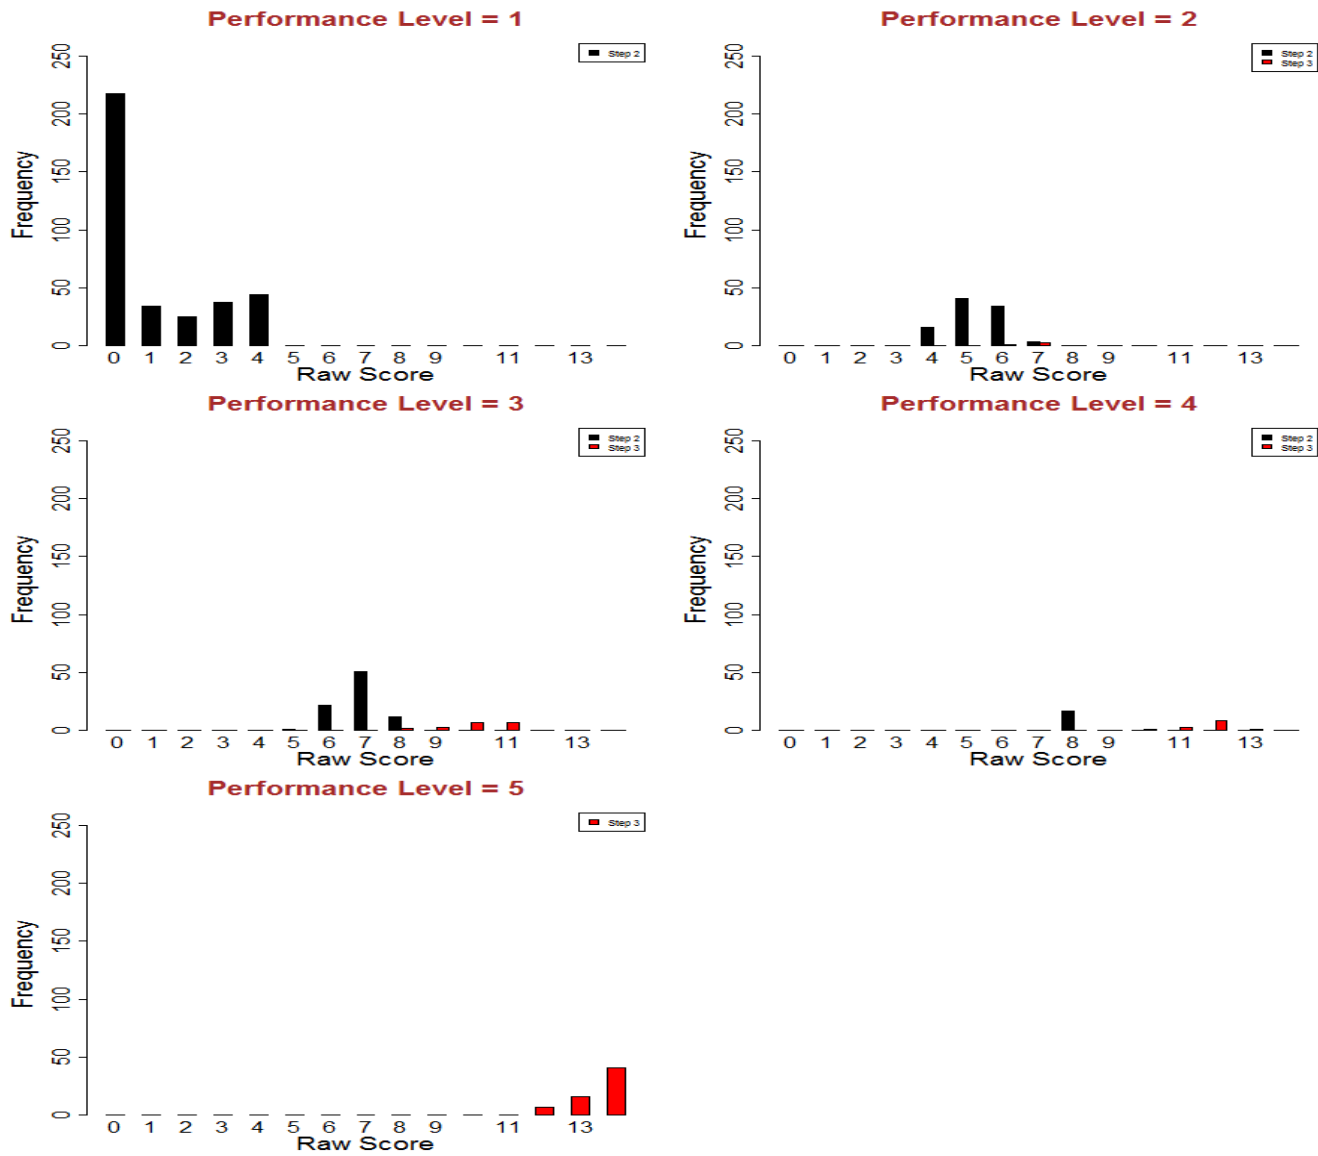 Performance Level = 1
Step 2
Frequency
0 50 100 150 200 250
0 1 2 3 4 5 6 7 8 9 11 13
Raw Score
Performance Level = 2
Step 2
Step 3
Frequency
0 50 100 150 200 250
0 1 2 3 4 5 6 7 8 9 11 13
Raw Score
Performance Level = 3
Step 2
Step 3
Frequency
0 50 100 150 200 250
0 1 2 3 4 5 6 7 8 9 11 13
Raw Score
Performance Level = 4
Step 2
Step 3
Frequency
0 50 100 150 200 250
0 1 2 3 4 5 6 7 8 9 11 13
Raw Score
Performance Level = 5
Step 3
Frequency
0 50 100 150 200 250
0 1 2 3 4 5 6 7 8 9 11 13
Raw Score